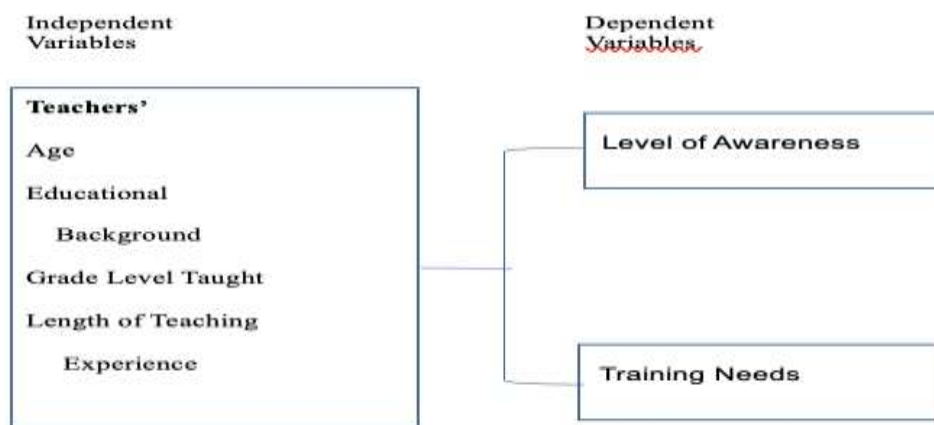 Independent
Variables
Dependent
Variables
Teachers’
Age
Educational
Background
Grade Level Taught
Length of Teaching
Experience
Level of Awareness
Training Needs